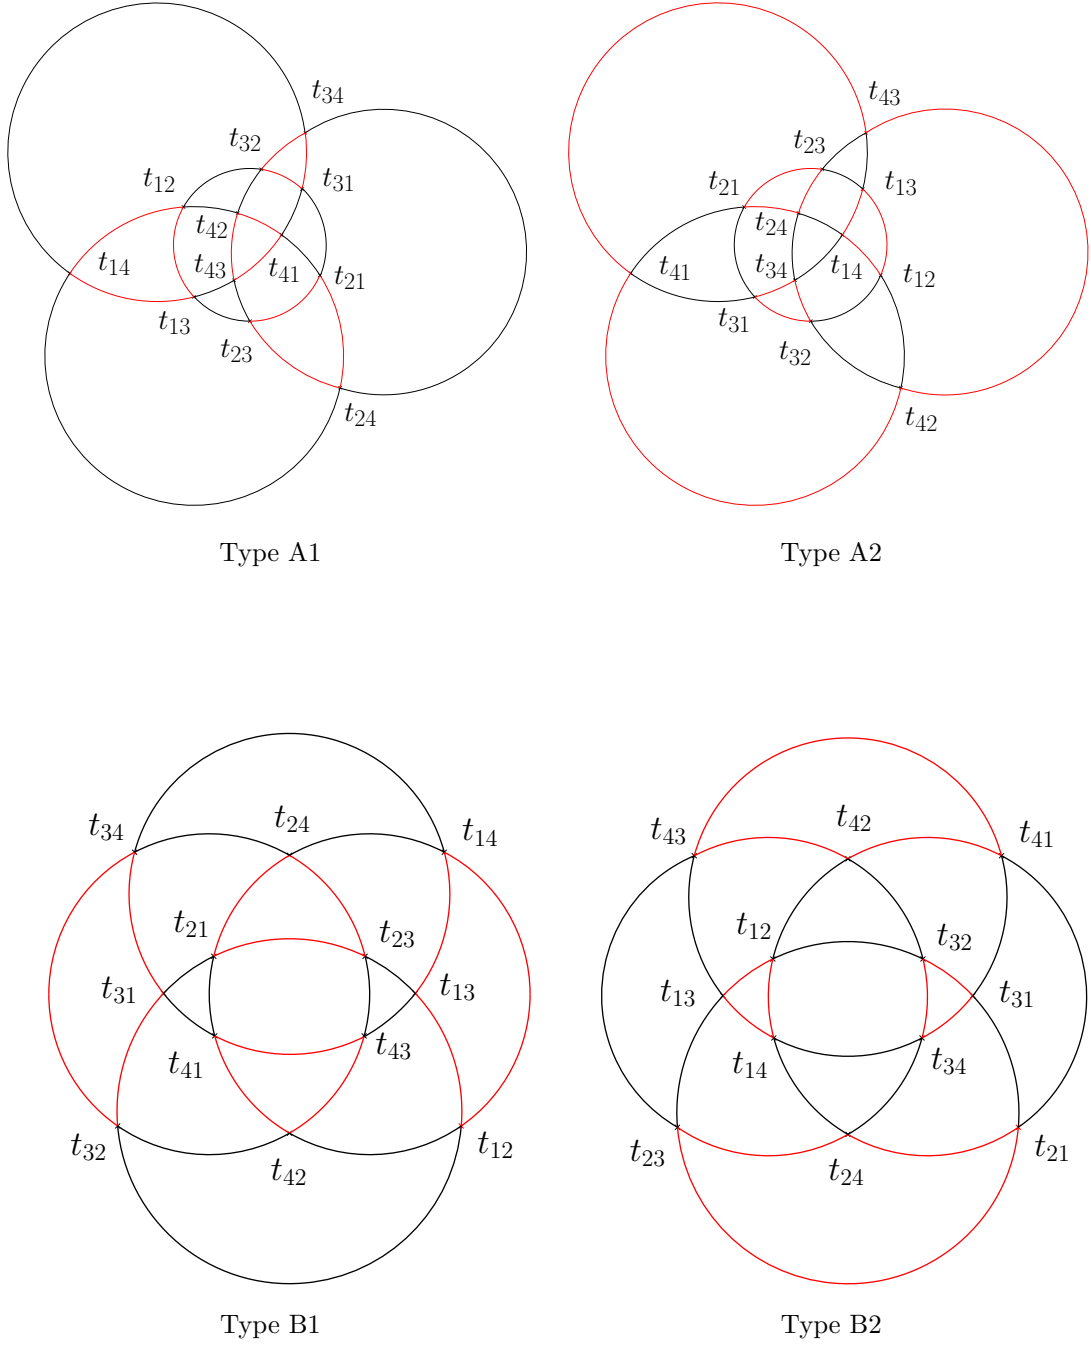 t34 t43
t32 t23
t12 t31 t21 t13
t42 t24
t14 t43 t41 t21 t41 t34 t14 t12
t13 t31
t23 t32
t24 t42
Type A1 Type A2
t34 t24 t14 t43 t42 t41
t21 t23 t12 t32
t31 t13 t13 t31
t41 t43 t14 t34
t32 t42 t12 t23 t24 t21
Type B1 Type B2